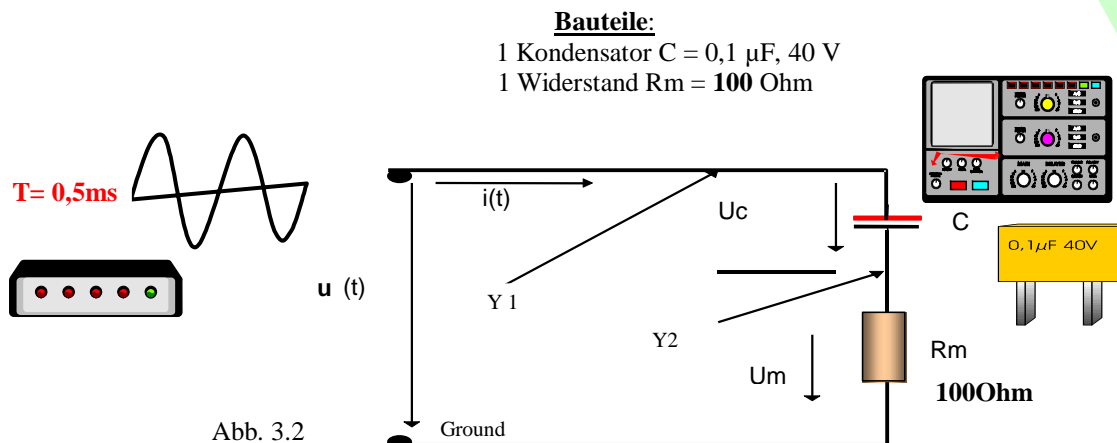 Bauteile:
1 Kondensator C = 0,1 µF, 40 V
1 Widerstand Rm = 100 Ohm
T= 0,5ms
i(t)
Uc
C
0,1µF 40V
u (t)
Y 1
Y2
Rm
Um
100Ohm
Abb. 3.2
Ground